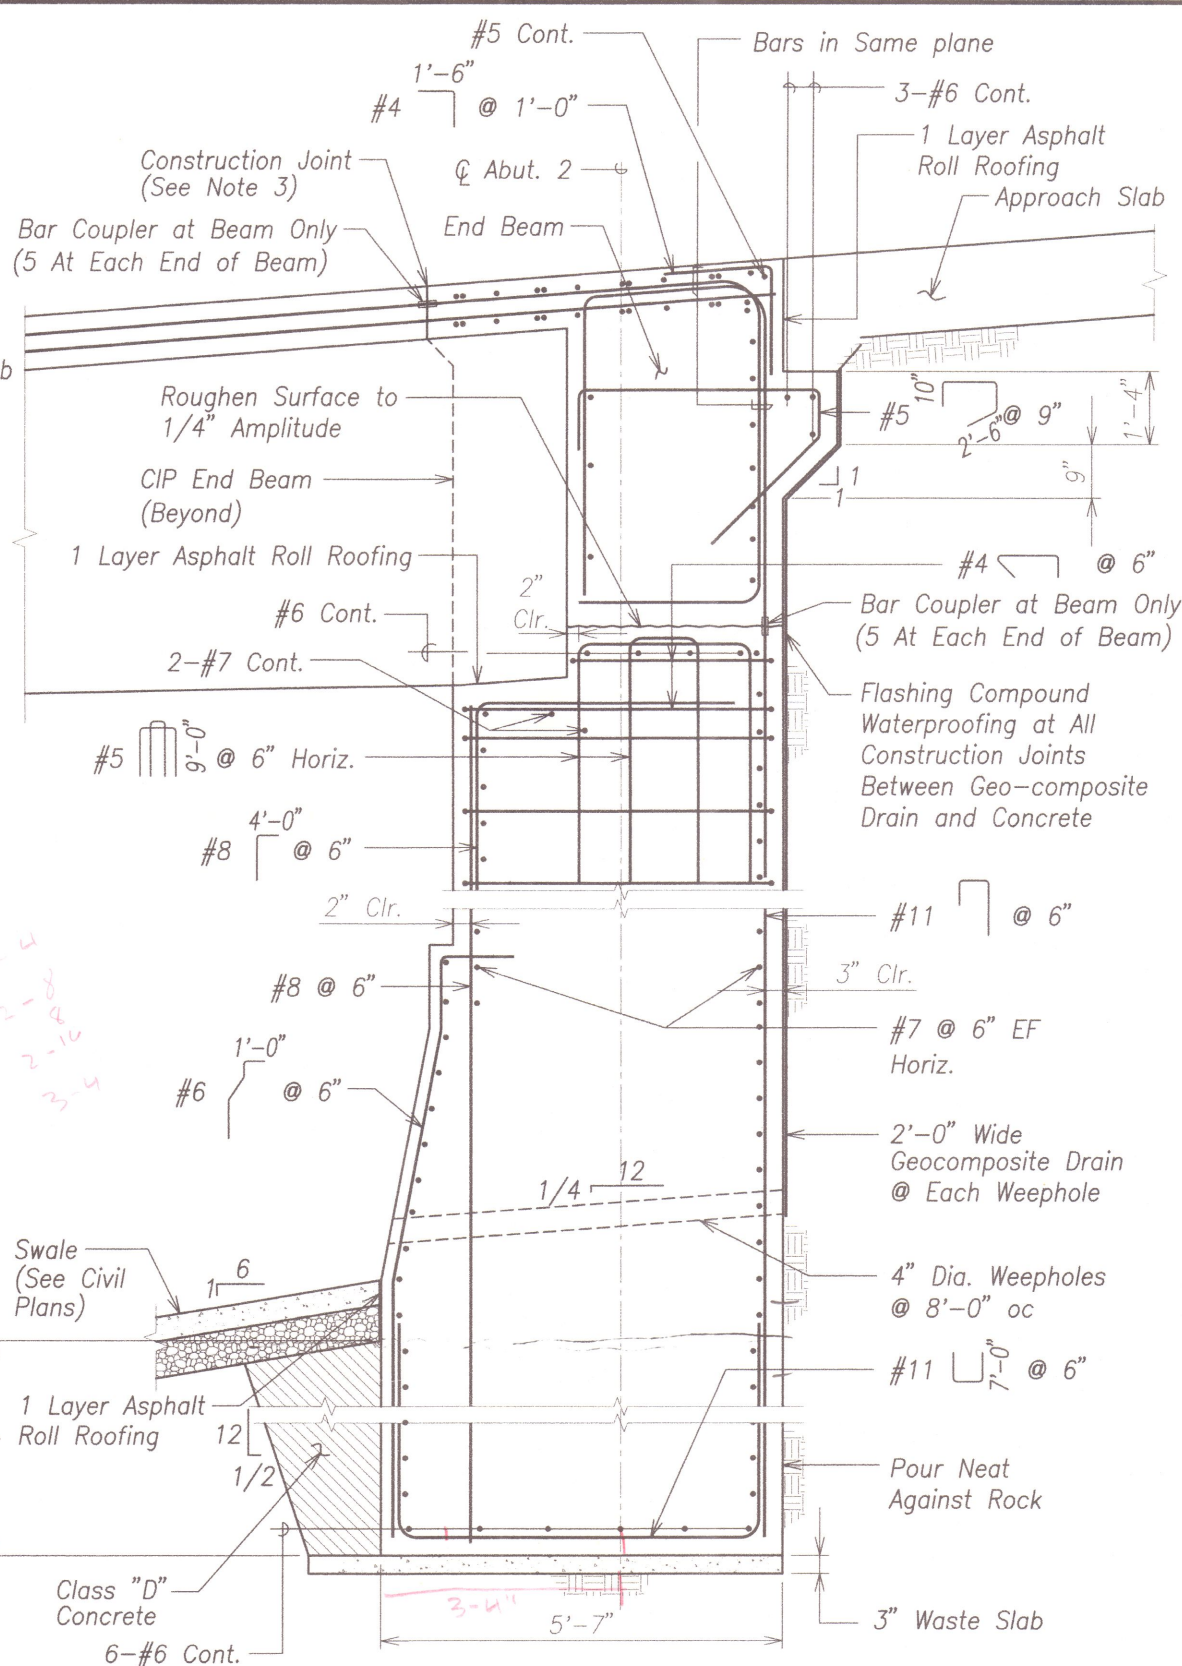 #5 Cont.
Bars in Same plane
1'-6"
#4 @ 1'-0"
3-#6 Cont.
1 Layer Asphalt
Roll Roofing
Construction Joint
(See Note 3)
℄ Abut. 2
Approach Slab
Bar Coupler at Beam Only
(5 At Each End of Beam)
End Beam
b
Roughen Surface to
1/4" Amplitude
#5 10" 2'-6" @ 9"
1'-4"
9"
1
1
CIP End Beam
(Beyond)
1 Layer Asphalt Roll Roofing
#4 @ 6"
2"
Clr.
#6 Cont.
Bar Coupler at Beam Only
(5 At Each End of Beam)
2-#7 Cont.
Flashing Compound
Waterproofing at All
Construction Joints
Between Geo-composite
Drain and Concrete
#5 9'-0" @ 6" Horiz.
4'-0"
#8 @ 6"
2" Clr.
#11 @ 6"
3" Clr.
#8 @ 6"
#7 @ 6" EF
Horiz.
2-8
8
2-10
3-4
1'-0"
#6 @ 6"
2'-0" Wide
Geocomposite Drain
@ Each Weephole
12
1/4
Swale
(See Civil
Plans)
6
1
4" Dia. Weepholes
@ 8'-0" oc
#11 7'-0" @ 6"
1 Layer Asphalt
Roll Roofing
12
1/2
Pour Neat
Against Rock
Class "D"
Concrete
3-4"
5'-7"
3" Waste Slab
6-#6 Cont.